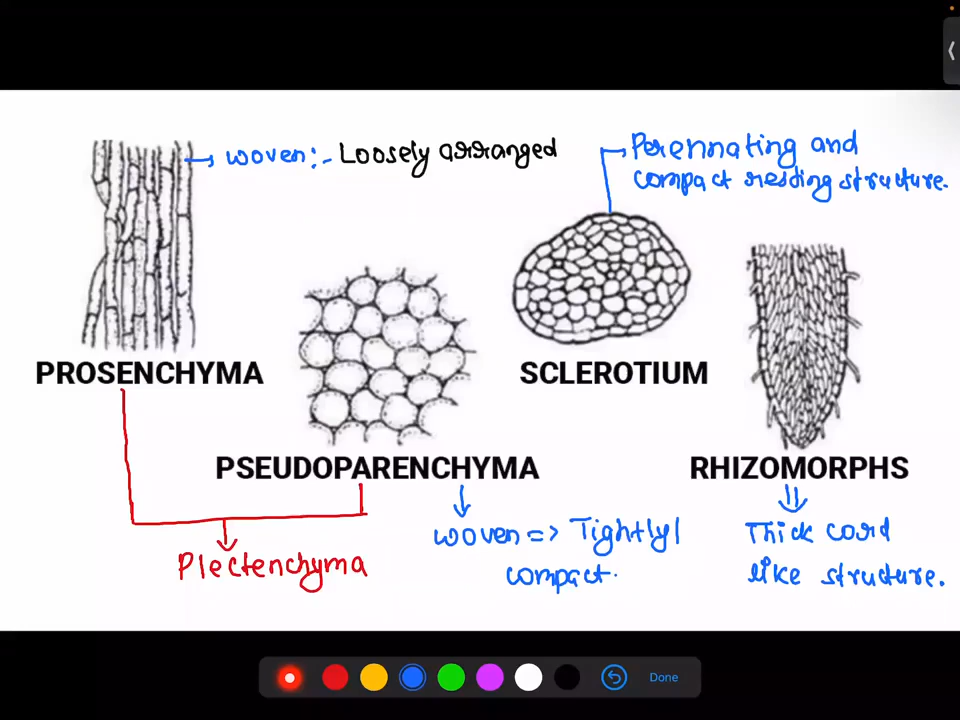 woven:- Loosely arranged
Perennating and
compact resting structure.
PROSENCHYMA
SCLEROTIUM
PSEUDOPARENCHYMA
RHIZOMORPHS
woven => Tightly/
compact.
Thick cord
like structure.
Plectenchyma
Done